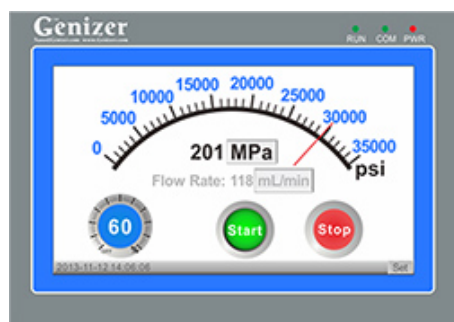 Genizer
RUN COM PWR
0 5000 10000 15000 20000 25000 30000 35000
psi
201 MPa
Flow Rate: 118 mL/min
60
Start
Stop
2013-11-12 14:06:06
Set